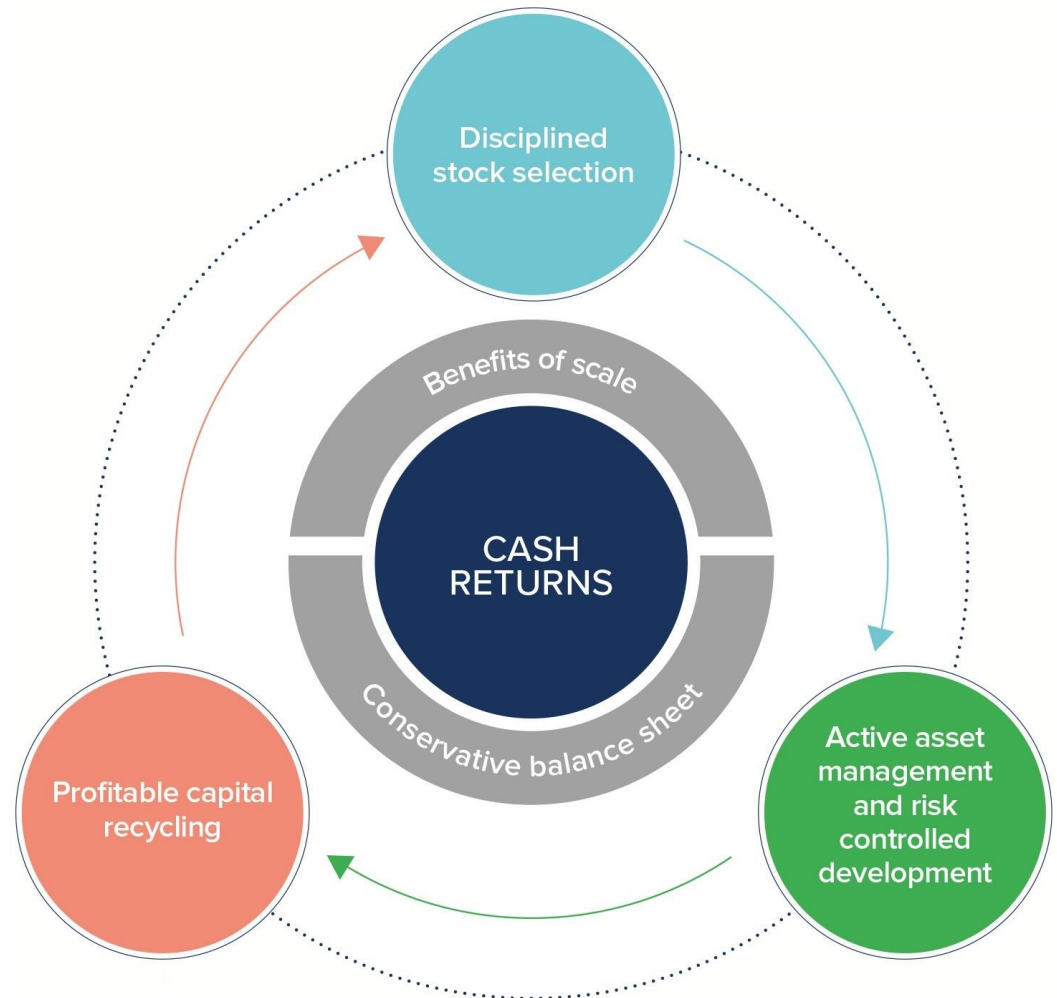 Disciplined
stock selection
Benefits of scale
CASH
RETURNS
Conservative balance sheet
Profitable capital
recycling
Active asset
management
and risk
controlled
development